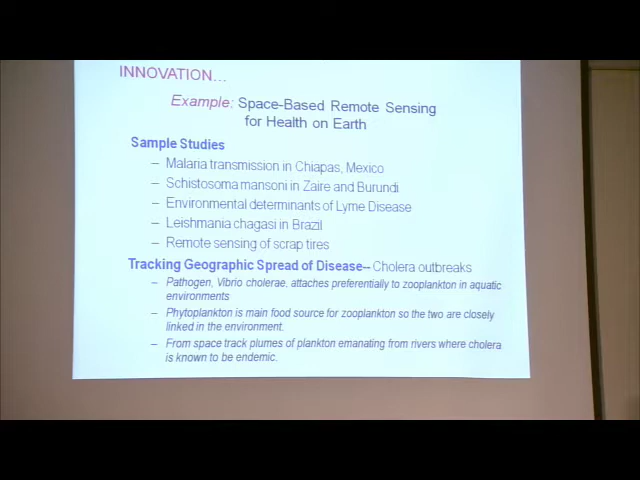 INNOVATION…
Example: Space-Based Remote Sensing
for Health on Earth
Sample Studies
– Malaria transmission in Chiapas, Mexico
– Schistosoma mansoni in Zaire and Burundi
– Environmental determinants of Lyme Disease
– Leishmania chagasi in Brazil
– Remote sensing of scrap tires
Tracking Geographic Spread of Disease-- Cholera outbreaks
– Pathogen, Vibrio cholerae, attaches preferentially to zooplankton in aquatic
environments
– Phytoplankton is main food source for zooplankton so the two are closely
linked in the environment.
– From space track plumes of plankton emanating from rivers where cholera
is known to be endemic.